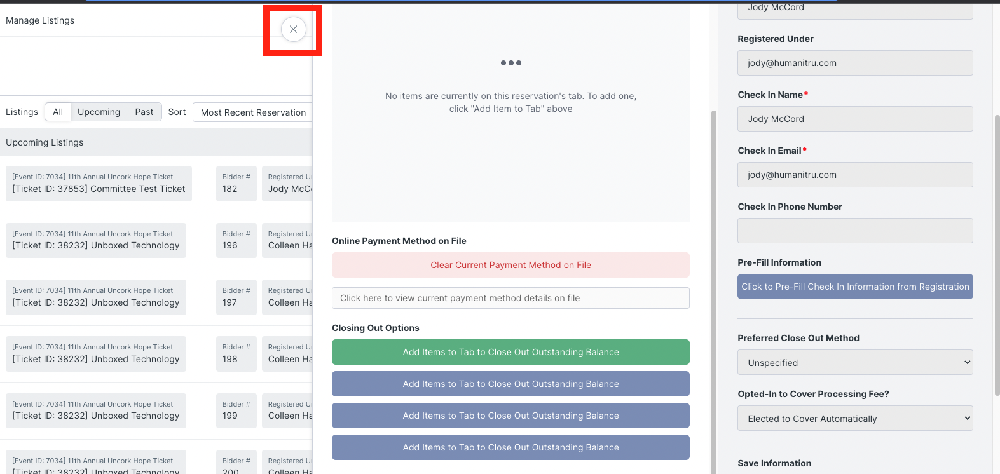 Manage Listings
Listings
All
Upcoming
Past
Sort
Most Recent Reservation
Upcoming Listings
[Event ID: 7034] 11th Annual Uncork Hope Ticket
[Ticket ID: 37853] Committee Test Ticket
Bidder #
182
Registered Un
Jody McCo
[Event ID: 7034] 11th Annual Uncork Hope Ticket
[Ticket ID: 38232] Unboxed Technology
Bidder #
196
Registered Un
Colleen Ha
[Event ID: 7034] 11th Annual Uncork Hope Ticket
[Ticket ID: 38232] Unboxed Technology
Bidder #
197
Registered Un
Colleen Ha
[Event ID: 7034] 11th Annual Uncork Hope Ticket
[Ticket ID: 38232] Unboxed Technology
Bidder #
198
Registered Un
Colleen Ha
[Event ID: 7034] 11th Annual Uncork Hope Ticket
[Ticket ID: 38232] Unboxed Technology
Bidder #
199
Registered Un
Colleen Ha
[Event ID: 7034] 11th Annual Uncork Hope Ticket
[Ticket ID: 38232] Unboxed Technology
Bidder #
200
Registered Un
Colleen Ha
No items are currently on this reservation's tab. To add one,
click "Add Item to Tab" above
Online Payment Method on File
Clear Current Payment Method on File
Click here to view current payment method details on file
Closing Out Options
Add Items to Tab to Close Out Outstanding Balance
Add Items to Tab to Close Out Outstanding Balance
Add Items to Tab to Close Out Outstanding Balance
Add Items to Tab to Close Out Outstanding Balance
Jody McCord
Registered Under
jody@humanitru.com
Check In Name*
Jody McCord
Check In Email*
jody@humanitru.com
Check In Phone Number
Pre-Fill Information
Click to Pre-Fill Check In Information from Registration
Preferred Close Out Method
Unspecified
Opted-In to Cover Processing Fee?
Elected to Cover Automatically
Save Information